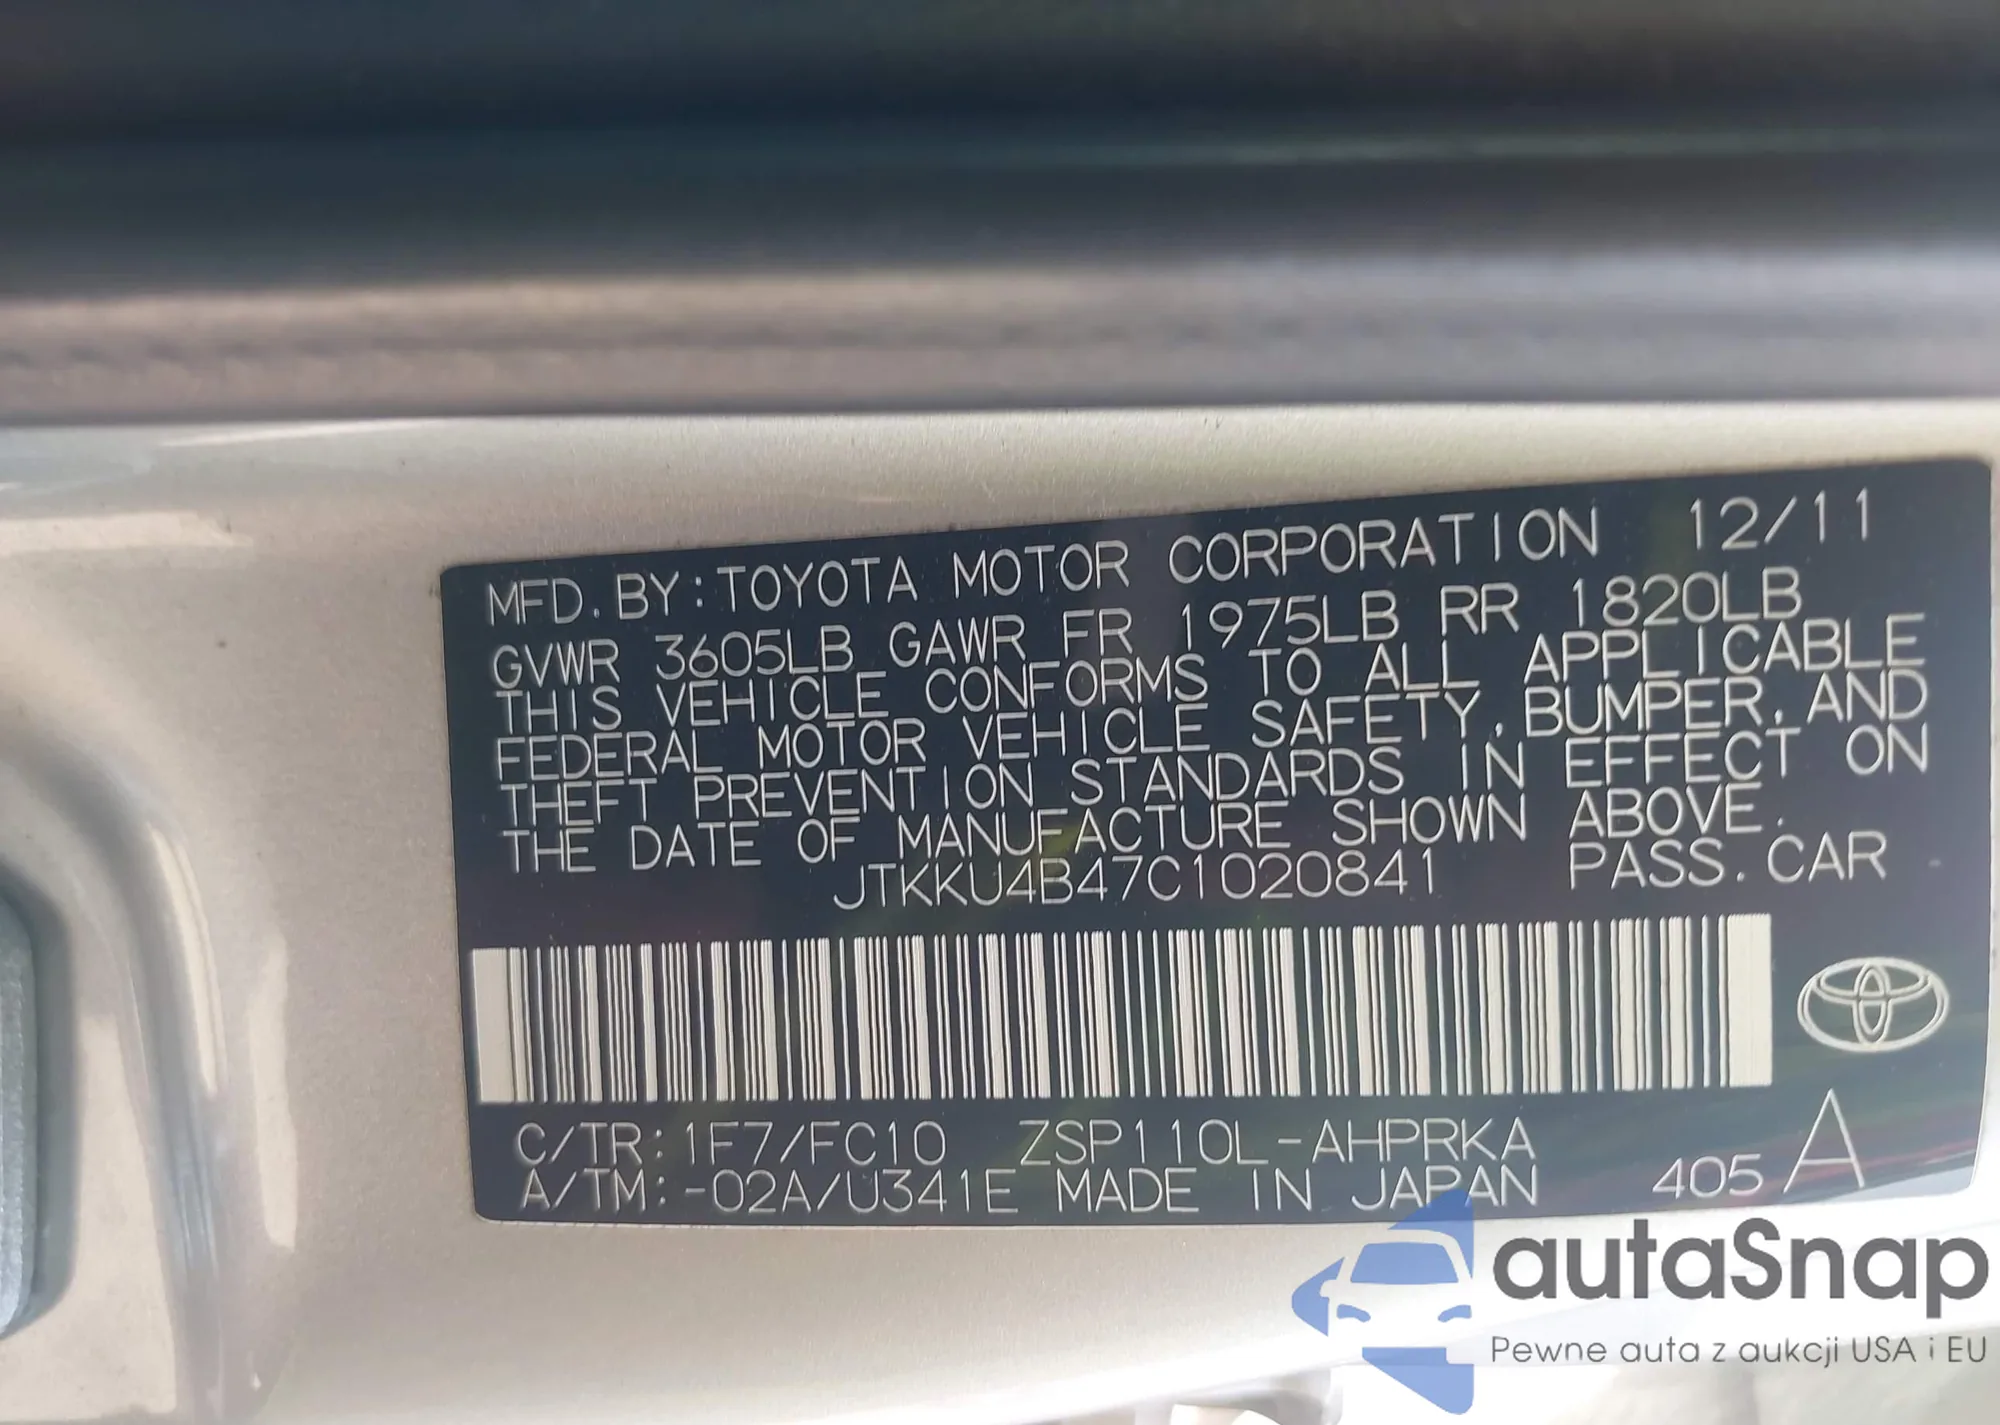 MFD. BY: TOYOTA MOTOR CORPORATION 12/11
GVWR 3605LB GAWR FR 1975LB RR 1820LB
THIS VEHICLE CONFORMS TO ALL APPLICABLE
FEDERAL MOTOR VEHICLE SAFETY, BUMPER, AND
THEFT PREVENTION STANDARDS IN EFFECT ON
THE DATE OF MANUFACTURE SHOWN ABOVE.
JTKKU4B47C1020841 PASS. CAR
C/TR: 1F7/FC10 ZSP110L-AHPRKA
A/TM: -02A/U341E MADE IN JAPAN 405 A
autaSnap
Pewne auta z aukcji USA i EU